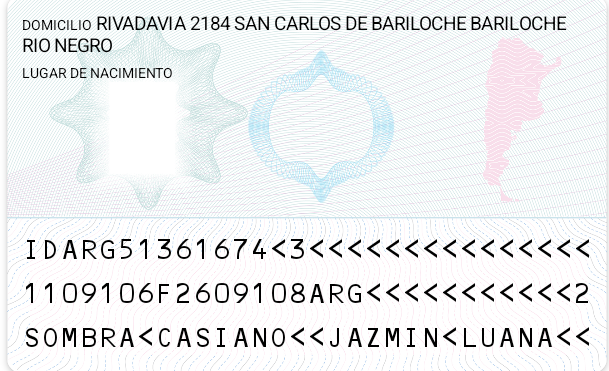 DOMICILIO RIVADAVIA 2184 SAN CARLOS DE BARILOCHE BARILOCHE
RIO NEGRO
LUGAR DE NACIMIENTO
IDARG51361674<3<<<<<<<<<<<<<<<
1109106F2609108ARG<<<<<<<<<<<2
SOMBRA<CASIANO<<JAZMIN<LUANA<<